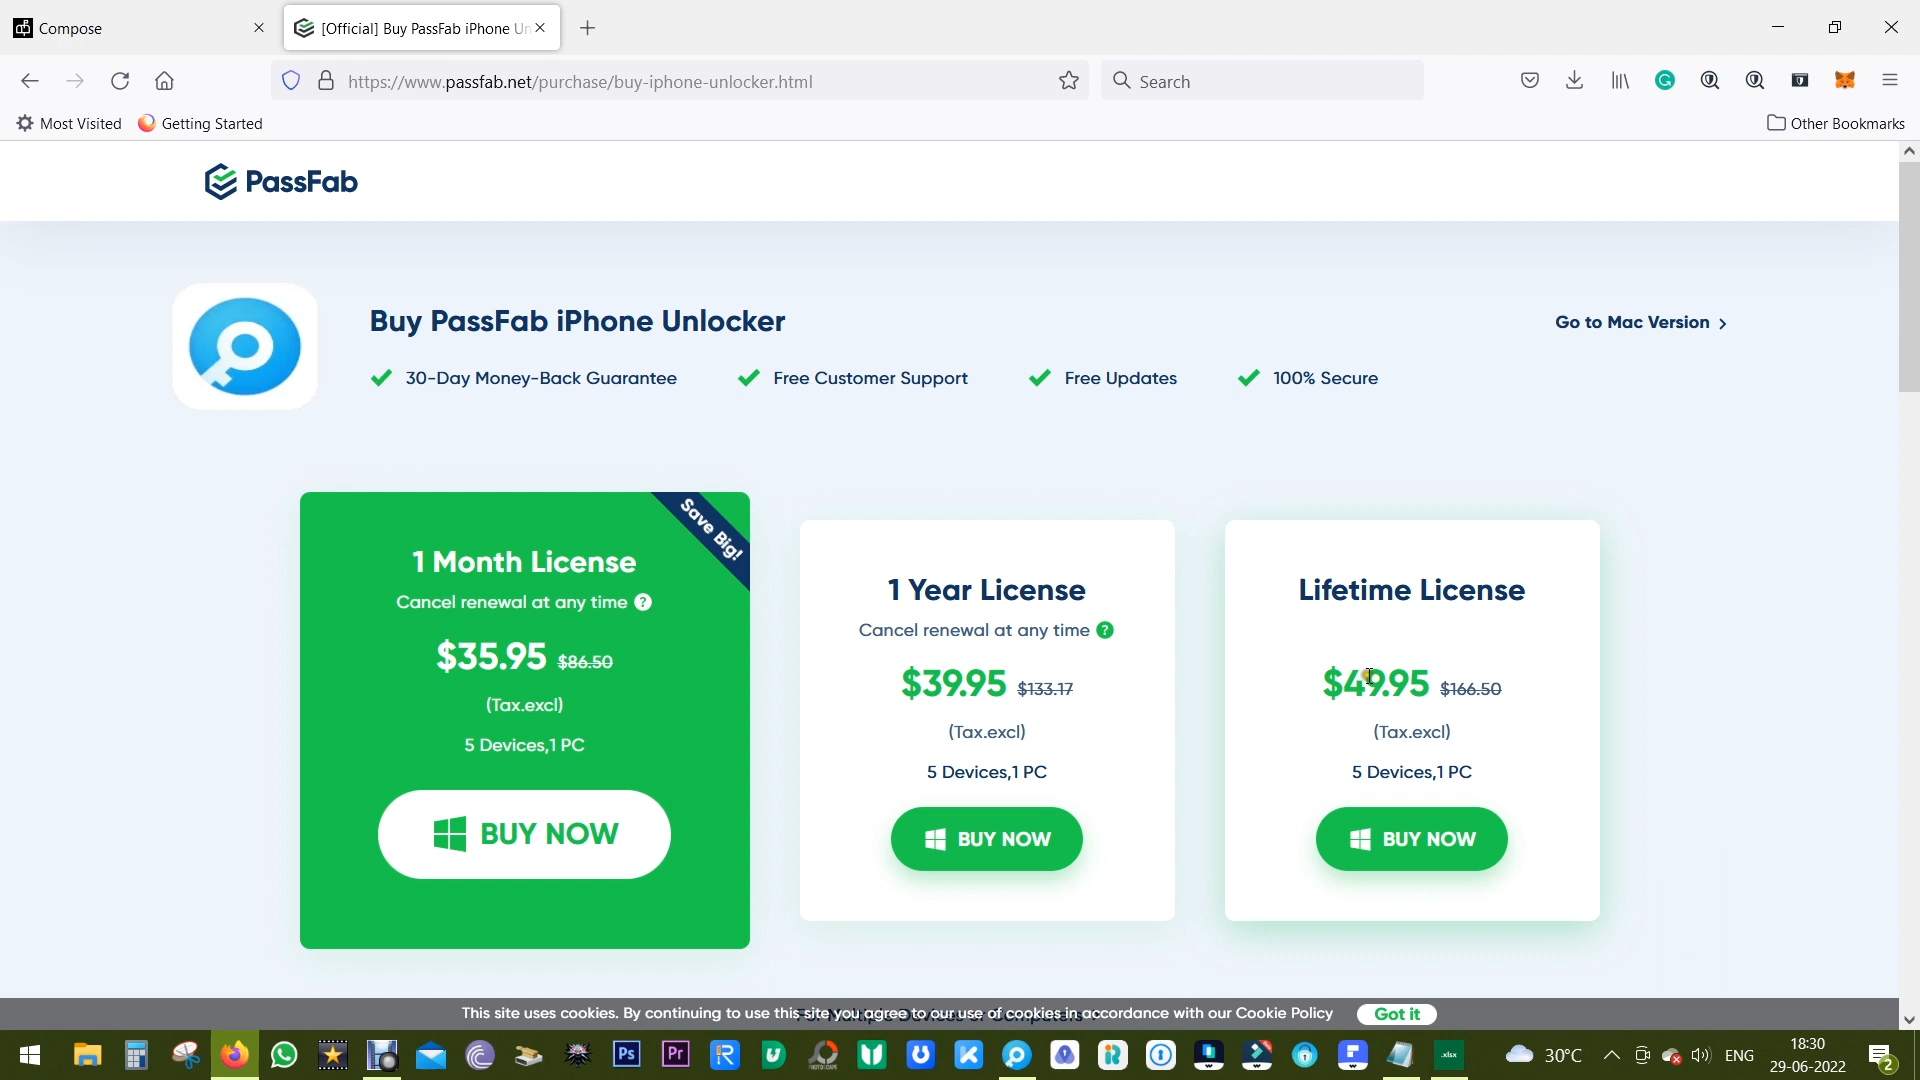 Compose
[Official] Buy PassFab iPhone Un
https://www.passfab.net/purchase/buy-iphone-unlocker.html
Search
Most Visited
Getting Started
Other Bookmarks
PassFab
Buy PassFab iPhone Unlocker
Go to Mac Version >
30-Day Money-Back Guarantee
Free Customer Support
Free Updates
100% Secure
Save Big!
1 Month License
Cancel renewal at any time ?
$35.95 $86.50
(Tax.excl)
5 Devices,1 PC
BUY NOW
1 Year License
Cancel renewal at any time ?
$39.95 $133.17
(Tax.excl)
5 Devices,1 PC
BUY NOW
Lifetime License
$49.95 $166.50
(Tax.excl)
5 Devices,1 PC
BUY NOW
This site uses cookies. By continuing to use this site you agree to our use of cookies in accordance with our Cookie Policy
Got it
Ps
Pr
.xlsx
30°C
ENG
18:30
29-06-2022
2